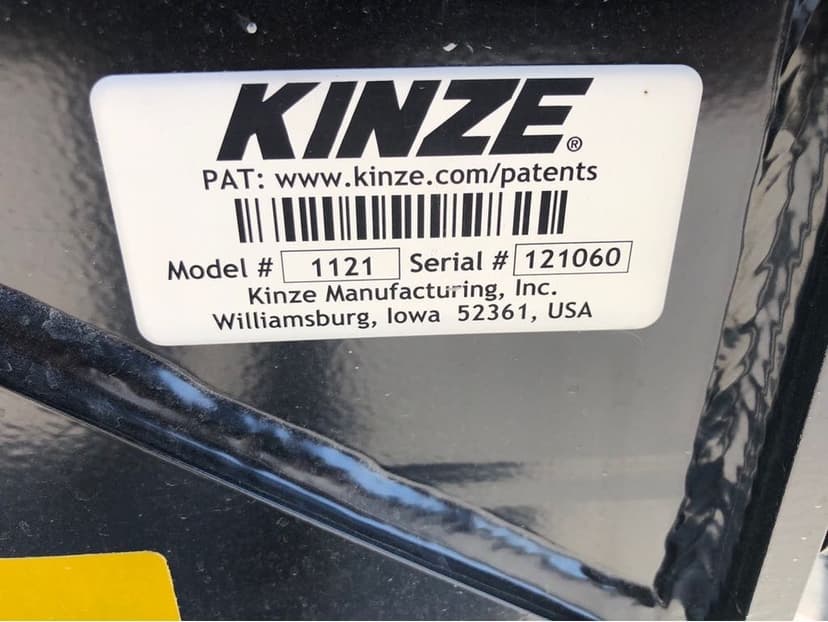 KINZE®
PAT: www.kinze.com/patents
Model # 1121 Serial # 121060
Kinze Manufacturing, Inc.
Williamsburg, Iowa 52361, USA